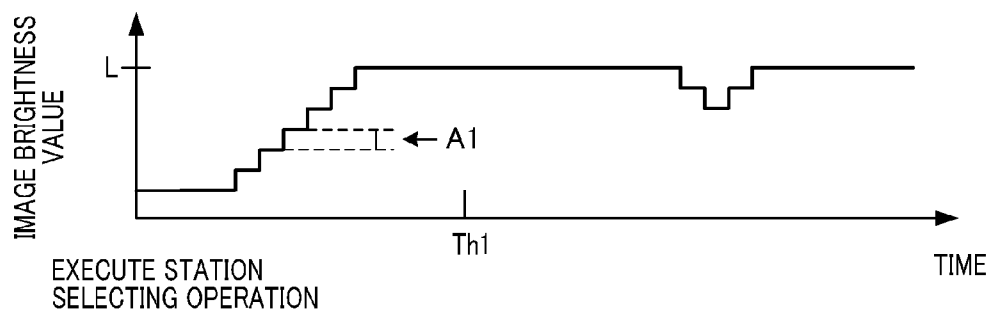 IMAGE BRIGHTNESS
VALUE
L
A1
Th1
TIME
EXECUTE STATION
SELECTING OPERATION